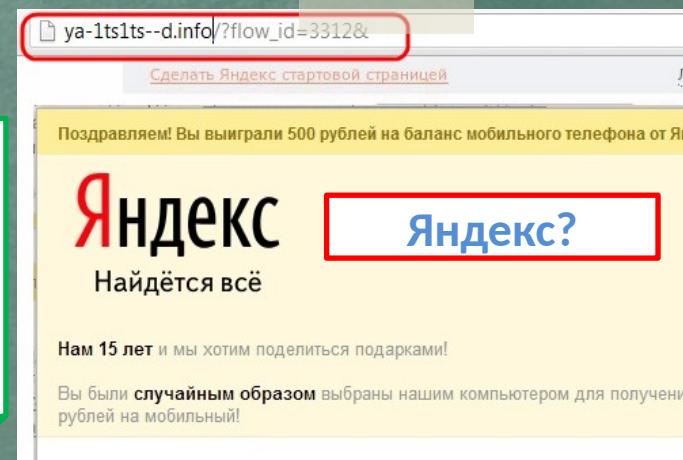 ya-1ts1ts--d.info/?flow_id=3312&
Сделать Яндекс стартовой страницей
Поздравляем! Вы выиграли 500 рублей на баланс мобильного телефона от Я
Яндекс
Найдётся всё
Яндекс?
Нам 15 лет и мы хотим поделиться подарками!
Вы были случайным образом выбраны нашим компьютером для получени
рублей на мобильный!